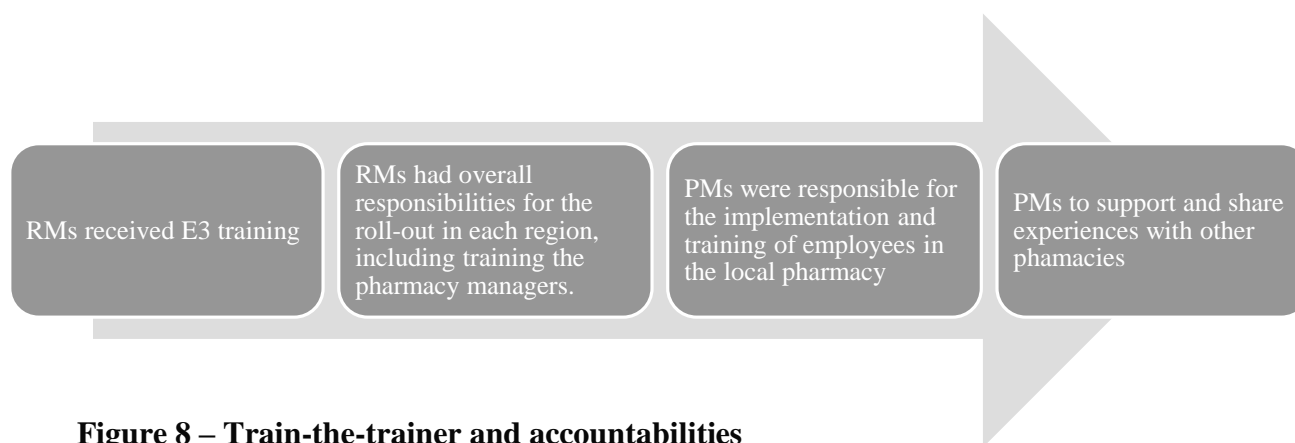 RMs received E3 training
RMs had overall
responsibilities for the
roll-out in each region,
including training the
pharmacy managers.
PMs were responsible for
the implementation and
training of employees in
the local pharmacy
PMs to support and share
experiences with other
phamacies
Figure 8 – Train-the-trainer and accountabilities